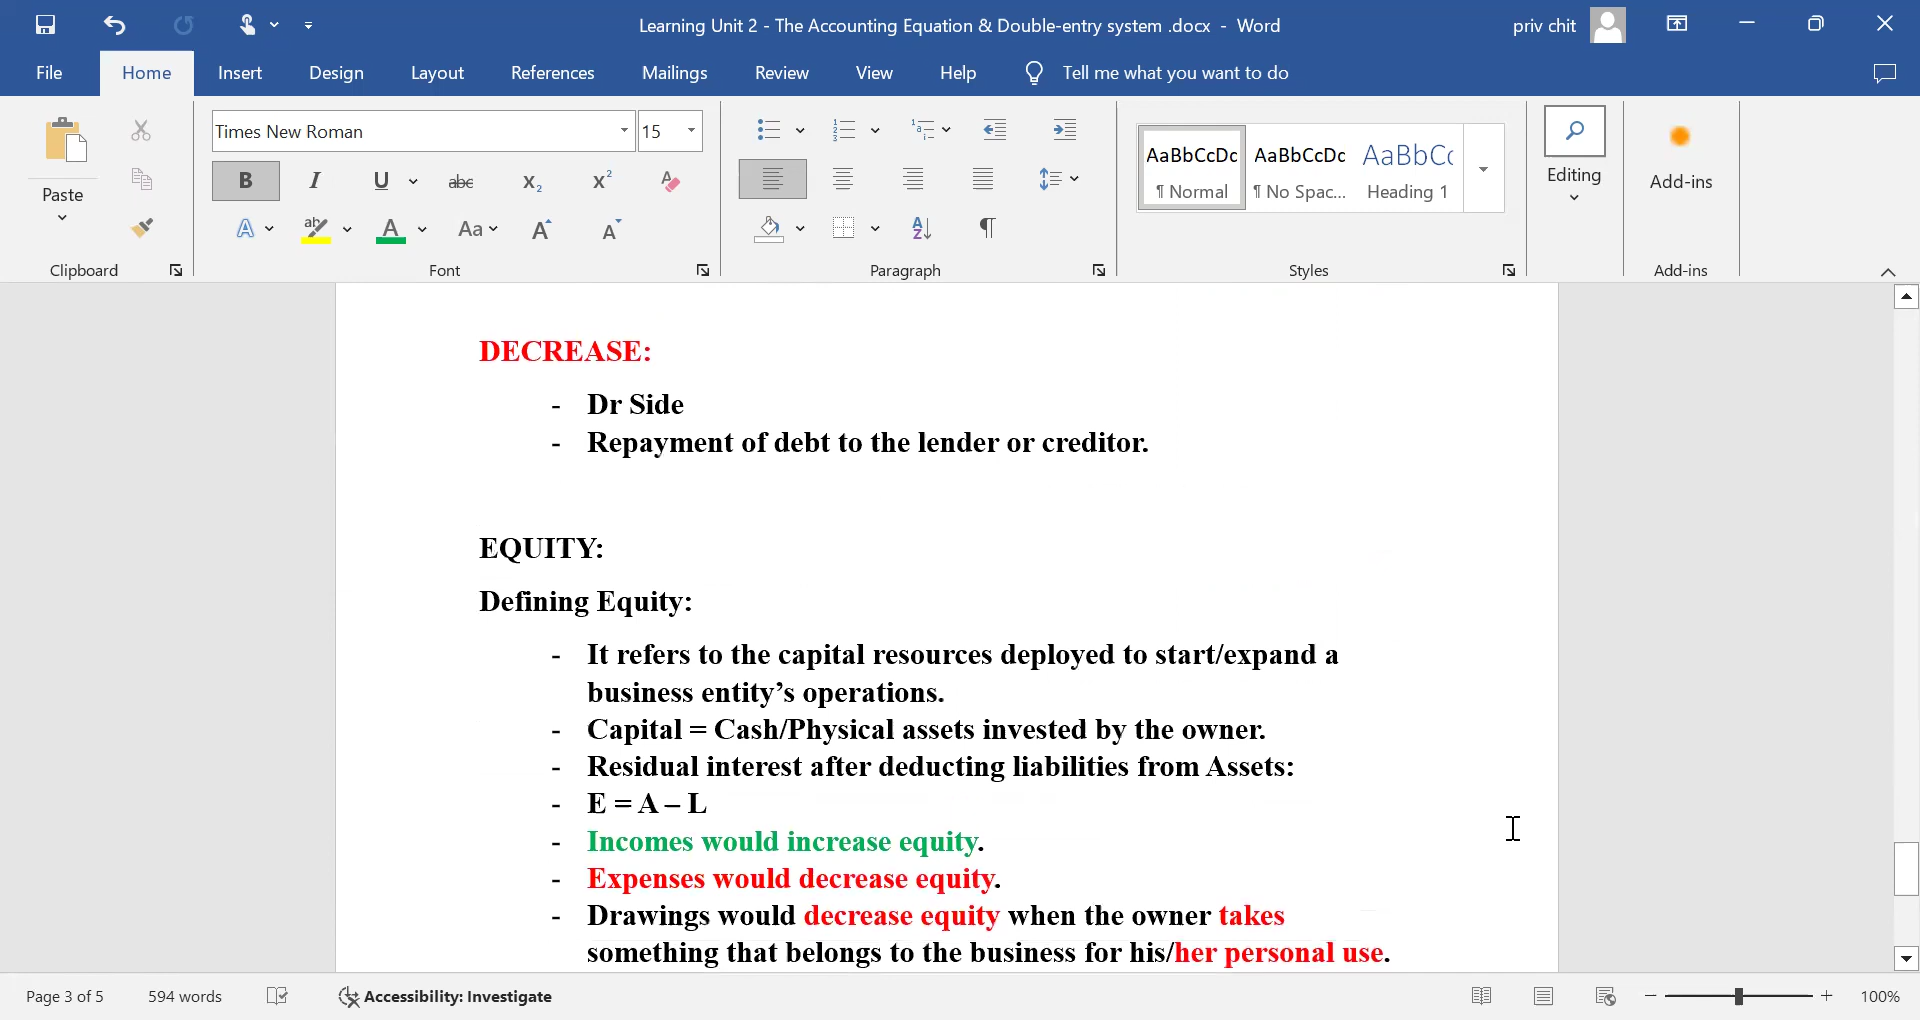 Learning Unit 2 - The Accounting Equation & Double-entry system .docx - Word
priv chit
File
Home
Insert
Design
Layout
References
Mailings
Review
View
Help
Tell me what you want to do
Paste
Clipboard
Times New Roman
15
B
I
U
abc
X₂
X²
A
A
ab
A
Aa
A
A
Font
Paragraph
AaBbCcDc
¶ Normal
AaBbCcDc
¶ No Spac...
AaBbCc
Heading 1
Styles
Editing
Add-ins
Add-ins
DECREASE:
- Dr Side
- Repayment of debt to the lender or creditor.
EQUITY:
Defining Equity:
- It refers to the capital resources deployed to start/expand a
business entity’s operations.
- Capital = Cash/Physical assets invested by the owner.
- Residual interest after deducting liabilities from Assets:
- E = A – L
- Incomes would increase equity.
- Expenses would decrease equity.
- Drawings would decrease equity when the owner takes
something that belongs to the business for his/her personal use.
Page 3 of 5
594 words
Accessibility: Investigate
100%